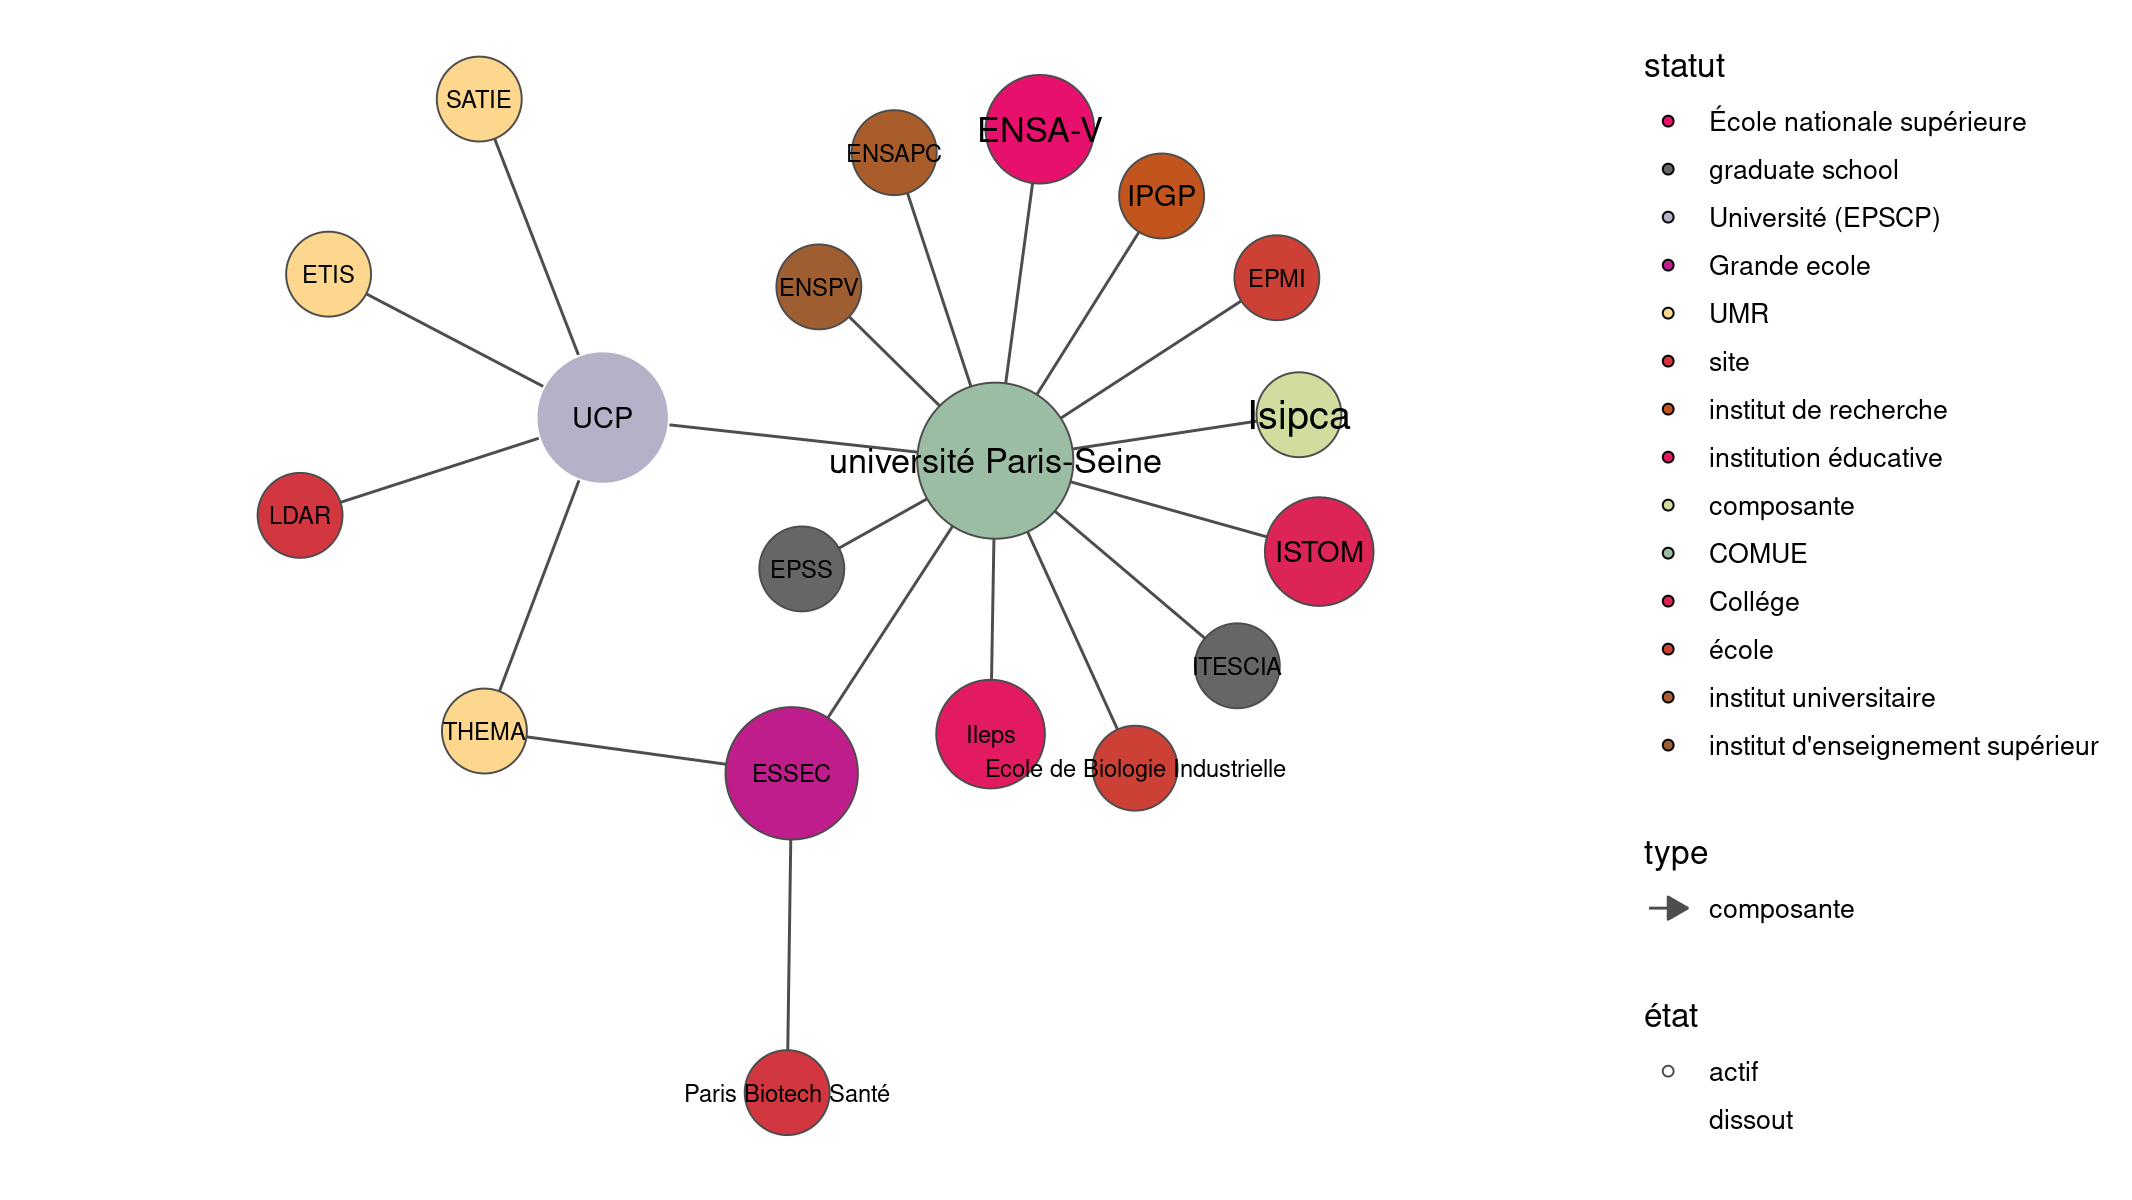 SATIE
ENSA-V
ENSAPC
IPGP
ETIS
EPMI
ENSPV
UCP
Isipca
université Paris-Seine
LDAR
ISTOM
EPSS
ITESCIA
THEMA
Ileps
ESSEC
Ecole de Biologie Industrielle
Paris Biotech Santé
statut
École nationale supérieure
graduate school
Université (EPSCP)
Grande ecole
UMR
site
institut de recherche
institution éducative
composante
COMUE
Collége
école
institut universitaire
institut d'enseignement supérieur
type
composante
état
actif
dissout